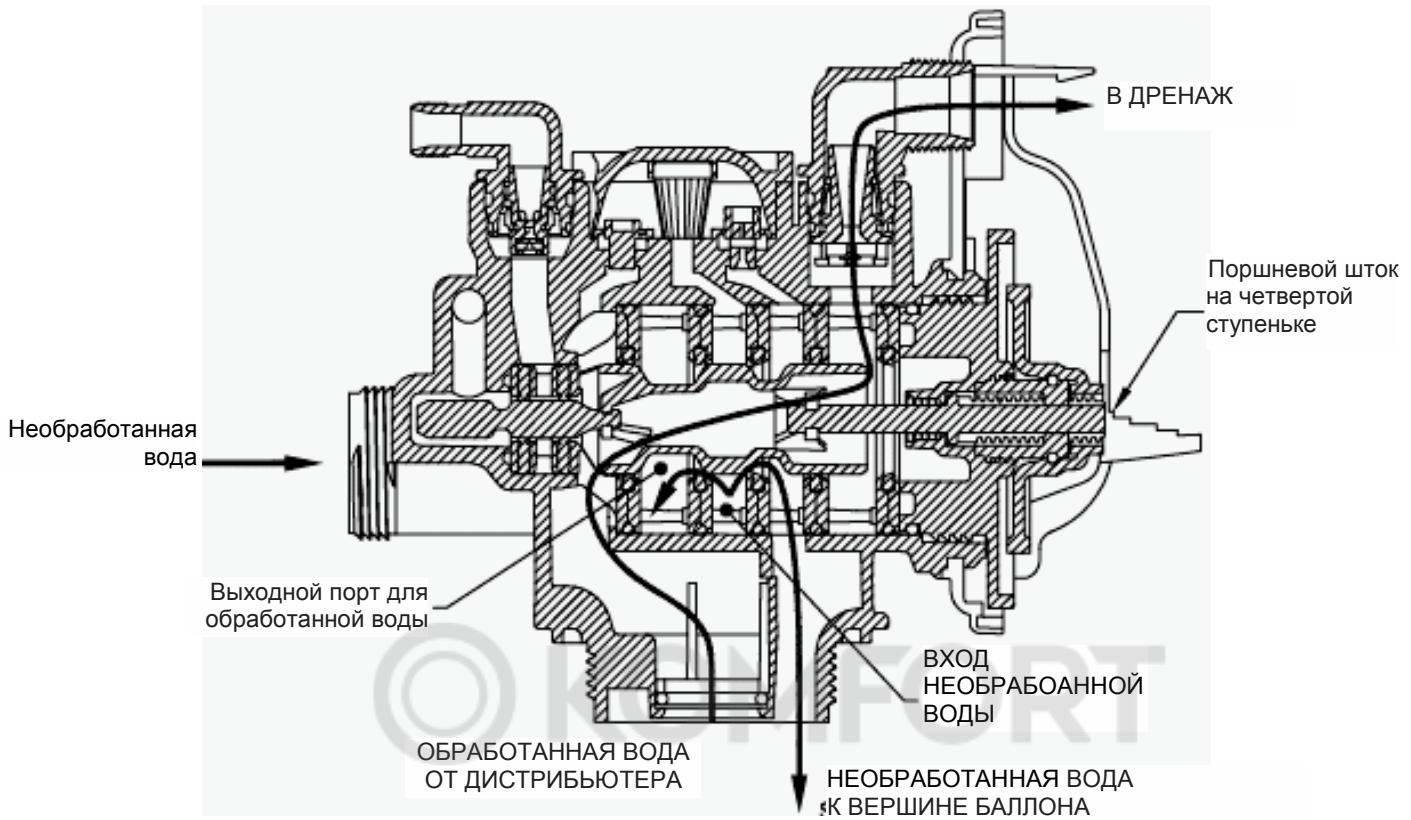 В ДРЕНАЖ
Поршневой шток
на четвертой
ступеньке
Необработанная
вода
Выходной порт для
обработанной воды
ВХОД
НЕОБРАБОАННОЙ
ВОДЫ
KOMFORT
ОБРАБОТАННАЯ ВОДА
ОТ ДИСТРИБЬЮТЕРА
НЕОБРАБОТАННАЯ ВОДА
К ВЕРШИНЕ БАЛЛОНА